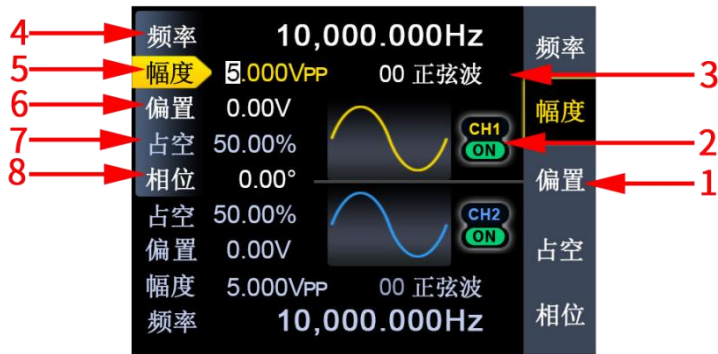 4 频率 10,000.000Hz 频率
5 幅度 5.000VPP 00 正弦波 3
幅度
6 偏置 0.00V
CH1
ON 2
7 占空 50.00%
8 相位 0.00° 偏置 1
占空 50.00% CH2
ON
偏置 0.00V 占空
幅度 5.000VPP 00 正弦波
频率 10,000.000Hz 相位